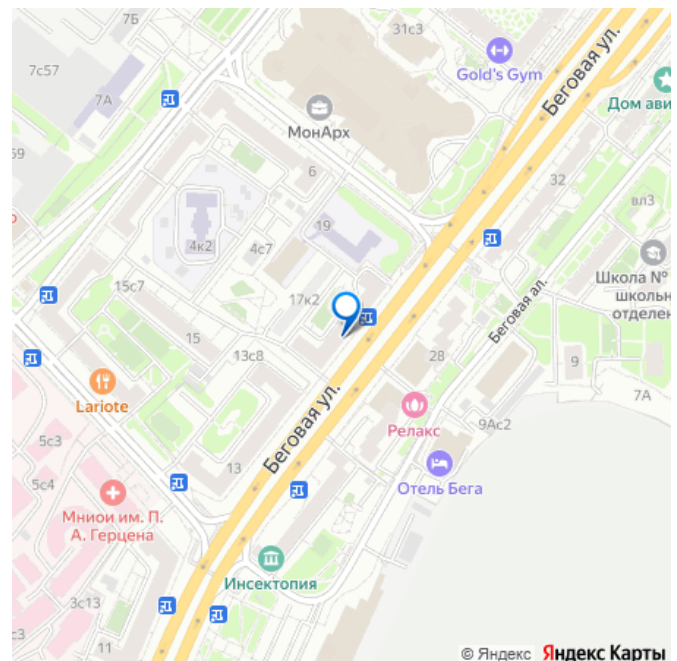 31с3
7с57
Gold's Gym
Беговая ул.
7А
7Б
Дом ави
МонАрх
59
6
32
вл3
19
4к2
4с7
Школа №
школьн
отделен
15с7
17к2
Беговая ал.
15
13с8
28
9
Lariote
7А
Релакс
9Ас2
Беговая ул.
5с3
13
5с4
Отель Бега
Мниои им. П.
А. Герцена
Инсектопия
3с13
с3
11
© Яндекс Яндекс Карты